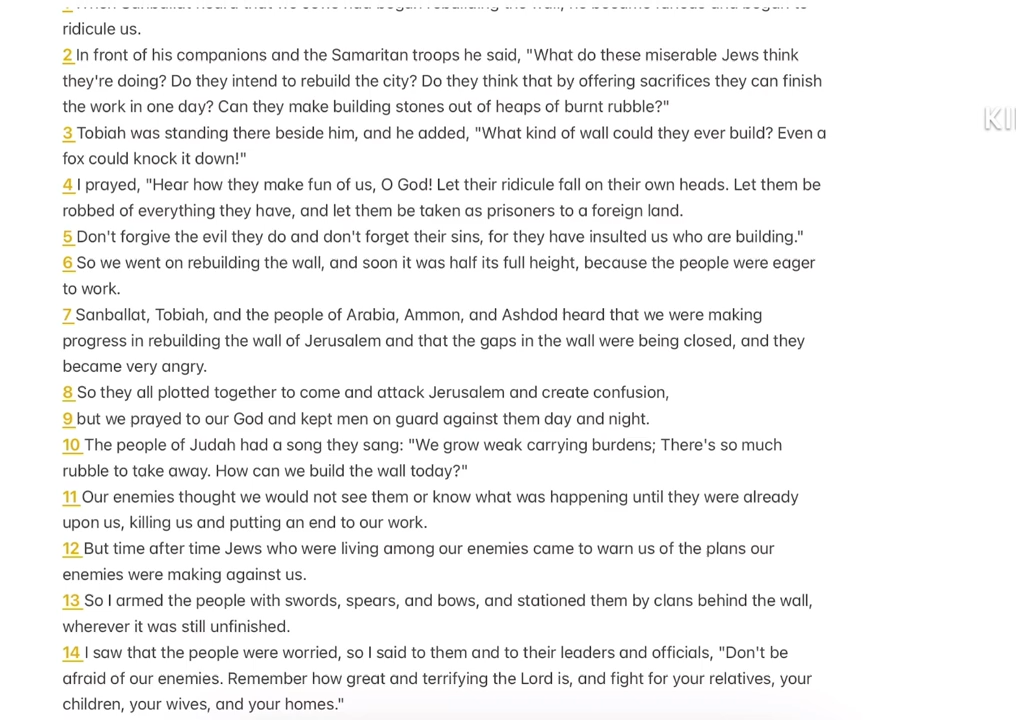 ridicule us.
2 In front of his companions and the Samaritan troops he said, "What do these miserable Jews think
they're doing? Do they intend to rebuild the city? Do they think that by offering sacrifices they can finish
the work in one day? Can they make building stones out of heaps of burnt rubble?"
3 Tobiah was standing there beside him, and he added, "What kind of wall could they ever build? Even a
fox could knock it down!"
4 I prayed, "Hear how they make fun of us, O God! Let their ridicule fall on their own heads. Let them be
robbed of everything they have, and let them be taken as prisoners to a foreign land.
5 Don't forgive the evil they do and don't forget their sins, for they have insulted us who are building."
6 So we went on rebuilding the wall, and soon it was half its full height, because the people were eager
to work.
7 Sanballat, Tobiah, and the people of Arabia, Ammon, and Ashdod heard that we were making
progress in rebuilding the wall of Jerusalem and that the gaps in the wall were being closed, and they
became very angry.
8 So they all plotted together to come and attack Jerusalem and create confusion,
9 but we prayed to our God and kept men on guard against them day and night.
10 The people of Judah had a song they sang: "We grow weak carrying burdens; There's so much
rubble to take away. How can we build the wall today?"
11 Our enemies thought we would not see them or know what was happening until they were already
upon us, killing us and putting an end to our work.
12 But time after time Jews who were living among our enemies came to warn us of the plans our
enemies were making against us.
13 So I armed the people with swords, spears, and bows, and stationed them by clans behind the wall,
wherever it was still unfinished.
14 I saw that the people were worried, so I said to them and to their leaders and officials, "Don't be
afraid of our enemies. Remember how great and terrifying the Lord is, and fight for your relatives, your
children, your wives, and your homes."